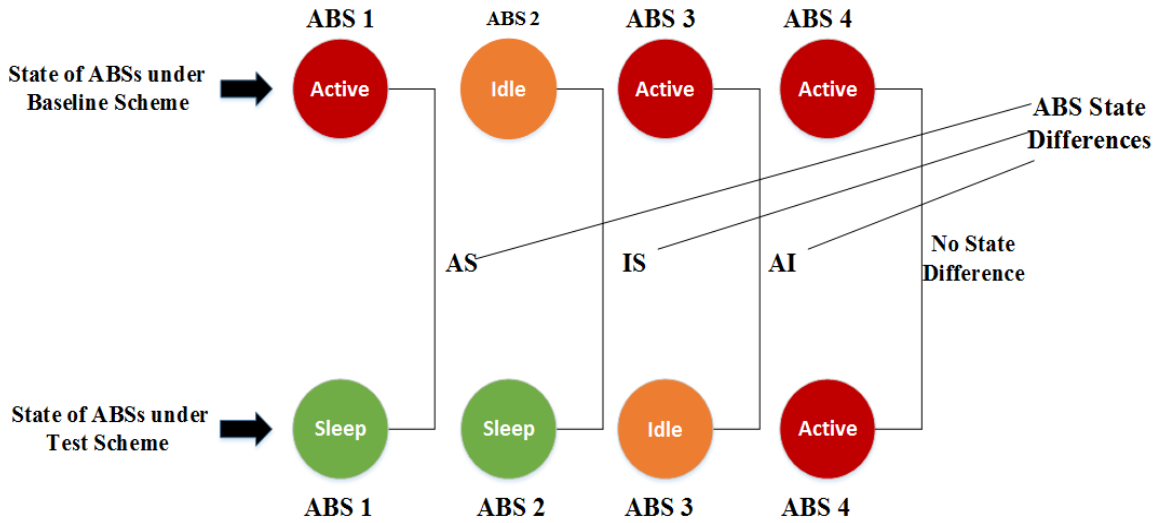 ABS 1
ABS 2
ABS 3
ABS 4
State of ABSs under
Baseline Scheme
Active
Idle
Active
Active
ABS State
Differences
AS
IS
AI
No State
Difference
State of ABSs under
Test Scheme
Sleep
Sleep
Idle
Active
ABS 1
ABS 2
ABS 3
ABS 4